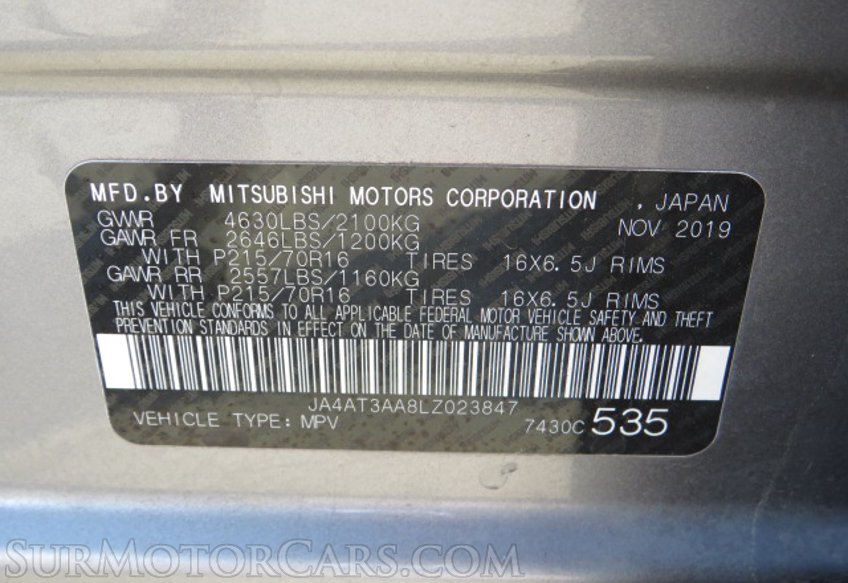 MFD.BY MITSUBISHI MOTORS CORPORATION , JAPAN
GVWR 4630LBS/2100KG NOV 2019
GAWR FR 2646LBS/1200KG
WITH P215/70R16 TIRES 16X6.5J RIMS
GAWR RR 2557LBS/1160KG
WITH P215/70R16 TIRES 16X6.5J RIMS
THIS VEHICLE CONFORMS TO ALL APPLICABLE FEDERAL MOTOR VEHICLE SAFETY AND THEFT
PREVENTION STANDARDS IN EFFECT ON THE DATE OF MANUFACTURE SHOWN ABOVE.
JA4AT3AA8LZ023847
VEHICLE TYPE: MPV 7430C 535
SurMotorCars.com